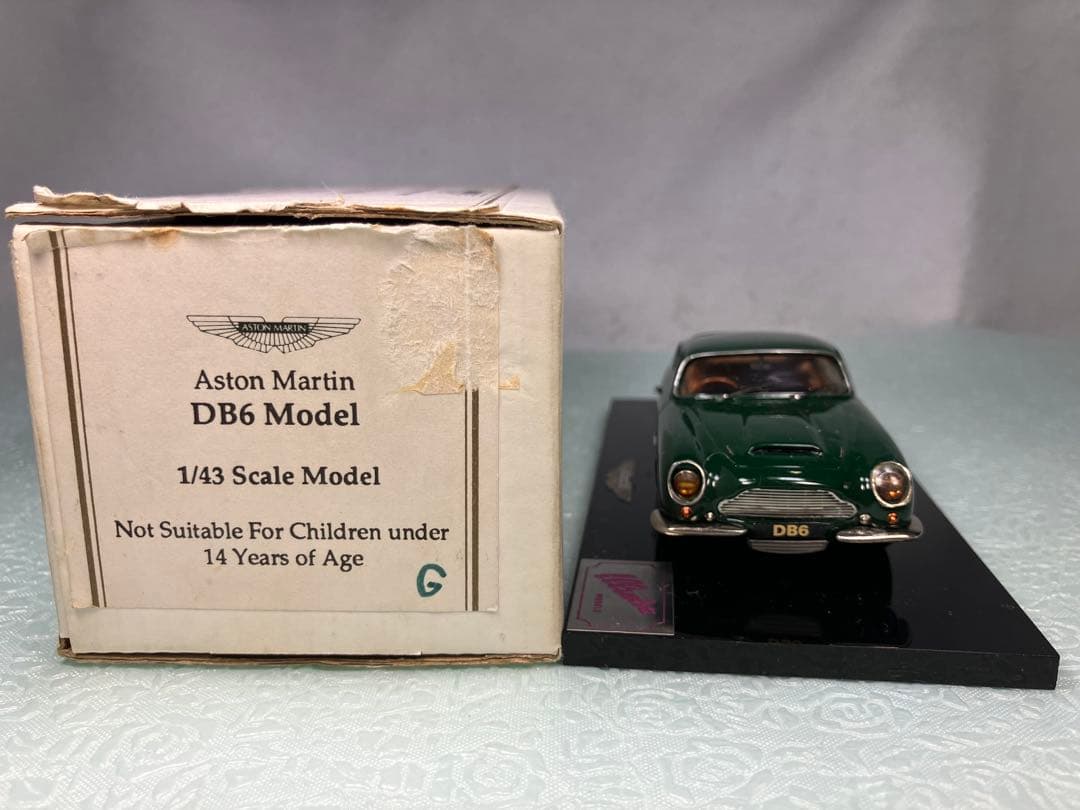 ASTON MARTIN
Aston Martin
DB6 Model
1/43 Scale Model
Not Suitable For Children under
14 Years of Age
G
DB6